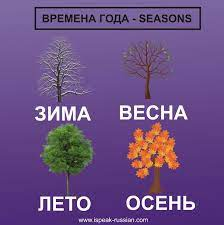 ВРЕМЕНА ГОДА - SEASONS
ЗИМА ВЕСНА
ЛЕТО ОСЕНЬ
www.ispeak-russian.com